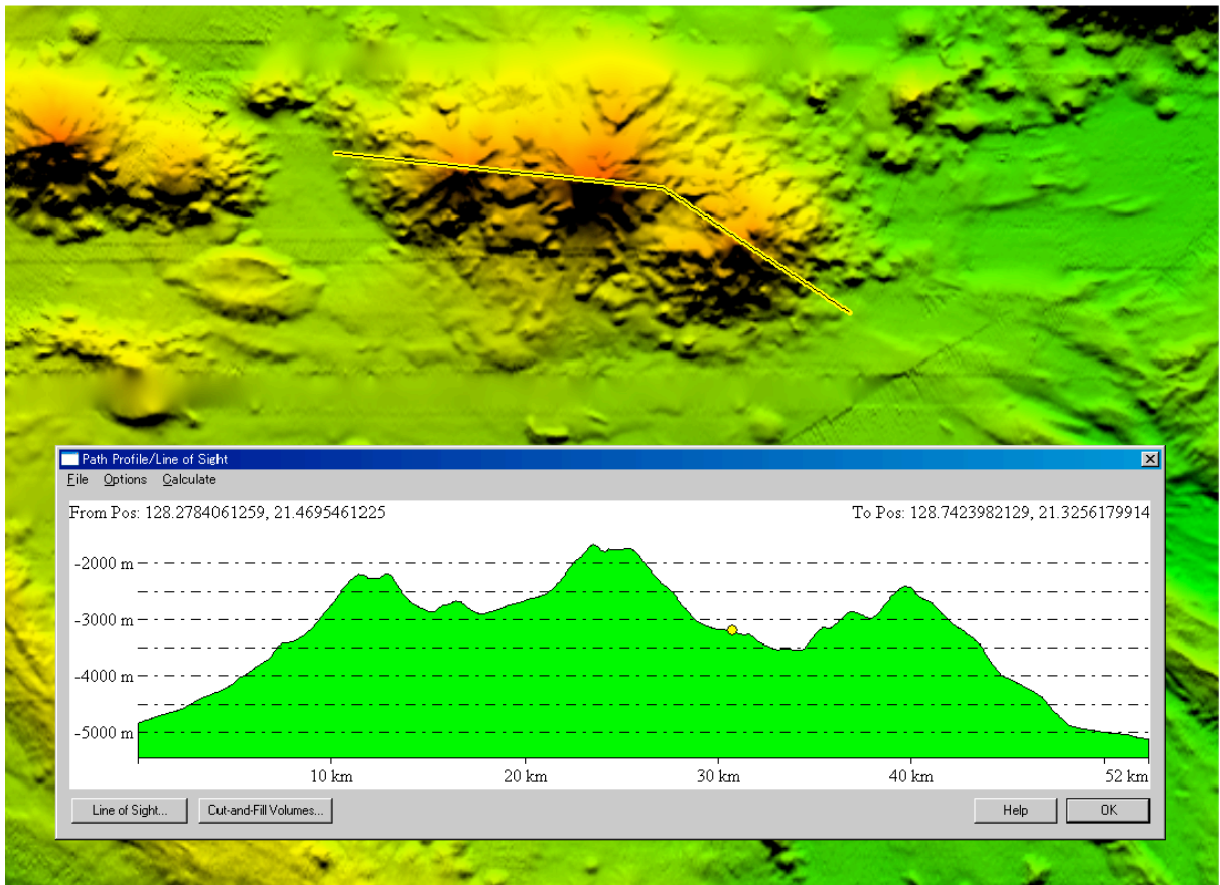 Path Profile/Line of Sight
File Options Calculate
From Pos: 128.2784061259, 21.4695461225 To Pos: 128.7423982129, 21.3256179914
-2000 m
-3000 m
-4000 m
-5000 m
10 km 20 km 30 km 40 km 52 km
Line of Sight... Cut-and-Fill Volumes... Help OK